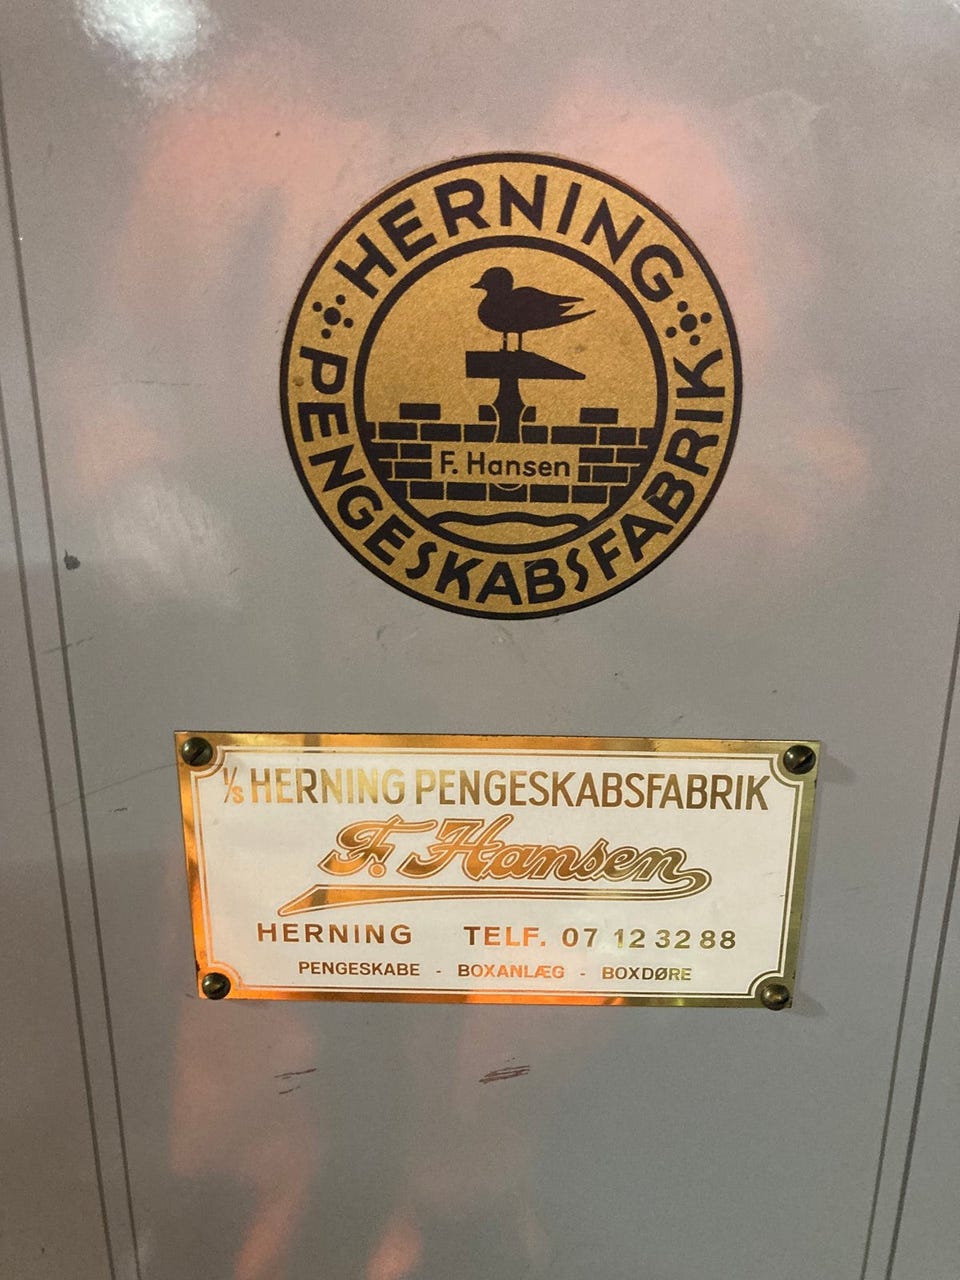 HERNING
PENGESKABSFABRIK
F. Hansen
I/S HERNING PENGESKABSFABRIK
F. Hansen
HERNING TELF. 07 12 32 88
PENGESKABE - BOXANLÆG - BOXDØRE